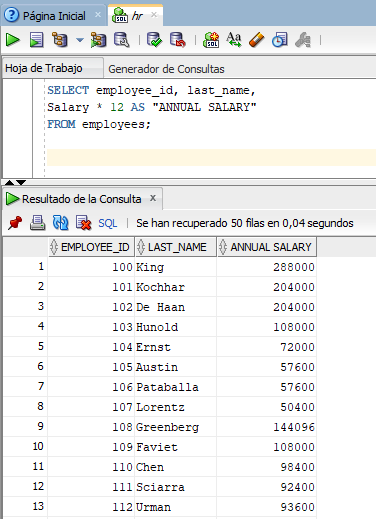 Página Inicial hr
Hoja de Trabajo Generador de Consultas
SELECT employee_id, last_name,
Salary * 12 AS "ANNUAL SALARY"
FROM employees;
Resultado de la Consulta x
SQL | Se han recuperado 50 filas en 0,04 segundos
EMPLOYEE_ID LAST_NAME ANNUAL SALARY
1 100 King 288000
2 101 Kochhar 204000
3 102 De Haan 204000
4 103 Hunold 108000
5 104 Ernst 72000
6 105 Austin 57600
7 106 Pataballa 57600
8 107 Lorentz 50400
9 108 Greenberg 144096
10 109 Faviet 108000
11 110 Chen 98400
12 111 Sciarra 92400
13 112 Urman 93600